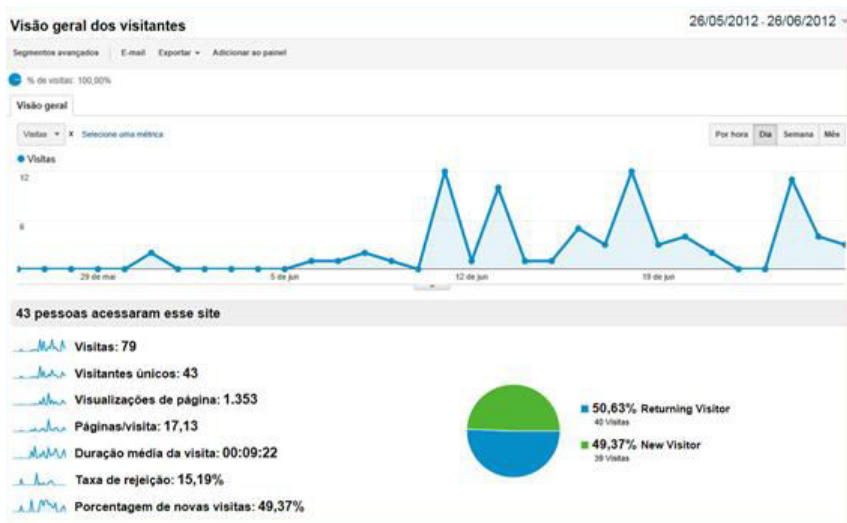 Visão geral dos visitantes
26/05/2012 - 26/06/2012
Segmentos avançados E-mail Exportar Adicionar ao painel
% de visitas: 100,00%
Visão geral
Visitas x Selecione uma métrica
Por hora Dia Semana Mês
Visitas
12
6
29 de mai 5 de jun 12 de jun 19 de jun
43 pessoas acessaram esse site
Visitas: 79
Visitantes únicos: 43
Visualizações de página: 1.353
Páginas/visita: 17,13
Duração média da visita: 00:09:22
Taxa de rejeição: 15,19%
Porcentagem de novas visitas: 49,37%
50,63% Returning Visitor
40 Visitas
49,37% New Visitor
39 Visitas